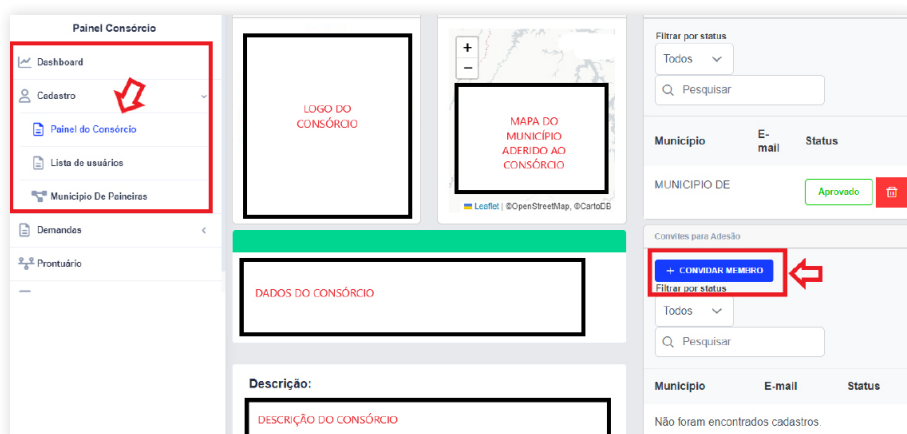 Painel Consórcio
Dashboard
Cadastro
Painel do Consórcio
Lista de usuários
Município De Paineiras
Demandas
Prontuário
LOGO DO
CONSÓRCIO
+
−
MAPA DO
MUNICÍPIO
ADERIDO AO
CONSÓRCIO
Leaflet | ©OpenStreetMap, ©CartoDB
DADOS DO CONSÓRCIO
Descrição:
DESCRIÇÃO DO CONSÓRCIO
Filtrar por status
Todos
Pesquisar
Município E-mail Status
MUNICIPIO DE
Aprovado
Convites para Adesão
+ CONVIDAR MEMBRO
Filtrar por status
Todos
Pesquisar
Município E-mail Status
Não foram encontrados cadastros.